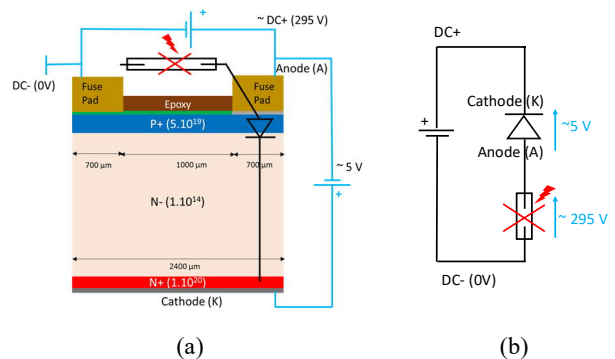 ~ DC+ (295 V)
DC- (0V)
Anode (A)
Fuse
Pad
Epoxy
Fuse
Pad
P+ (5.10¹⁹)
700 µm
1000 µm
700 µm
~ 5 V
+
N- (1.10¹⁴)
2400 µm
N+ (1.10²⁰)
Cathode (K)
+
(a)
DC+
Cathode (K)
~5 V
+
Anode (A)
~ 295 V
DC- (0V)
(b)